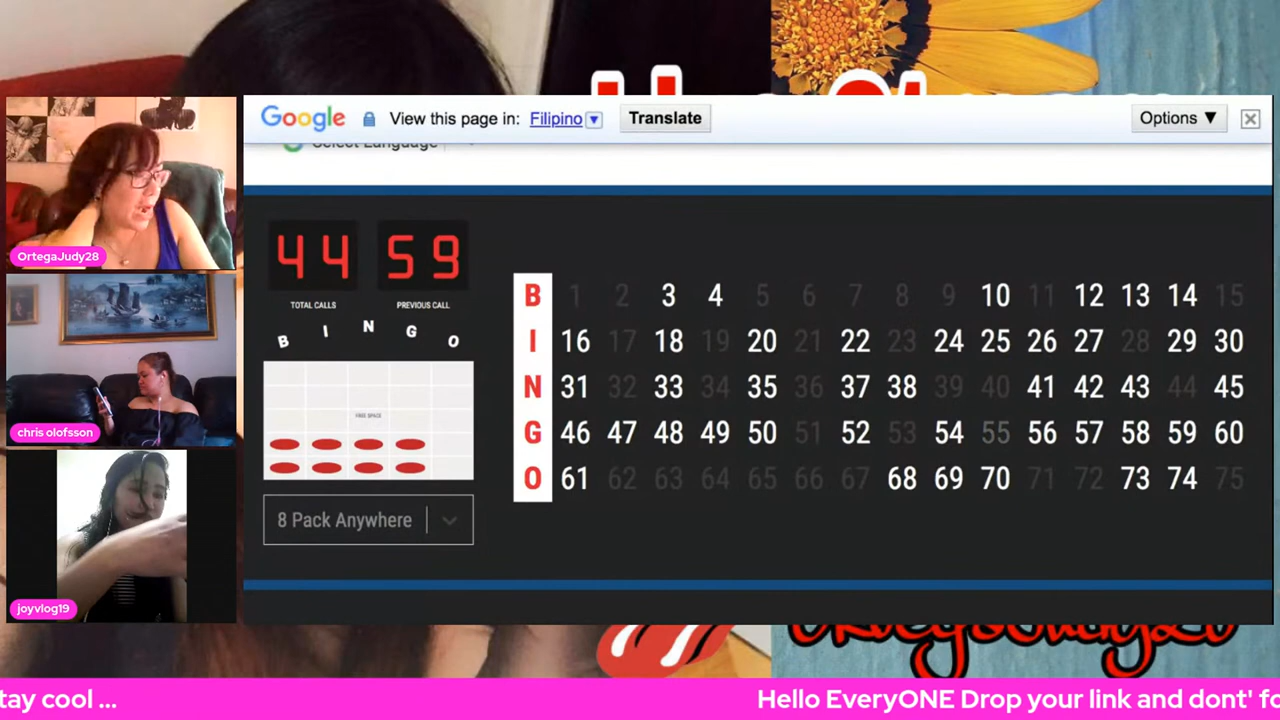 Google View this page in: Filipino Translate Options ▼
Select Language
44 59
TOTAL CALLS PREVIOUS CALL
B I N G O
FREE SPACE
8 Pack Anywhere
B 1 2 3 4 5 6 7 8 9 10 11 12 13 14 15
I 16 17 18 19 20 21 22 23 24 25 26 27 28 29 30
N 31 32 33 34 35 36 37 38 39 40 41 42 43 44 45
G 46 47 48 49 50 51 52 53 54 55 56 57 58 59 60
O 61 62 63 64 65 66 67 68 69 70 71 72 73 74 75
OrtegaJudy28
chris olofsson
joyvlog19
tay cool ... Hello EveryONE Drop your link and dont' fo